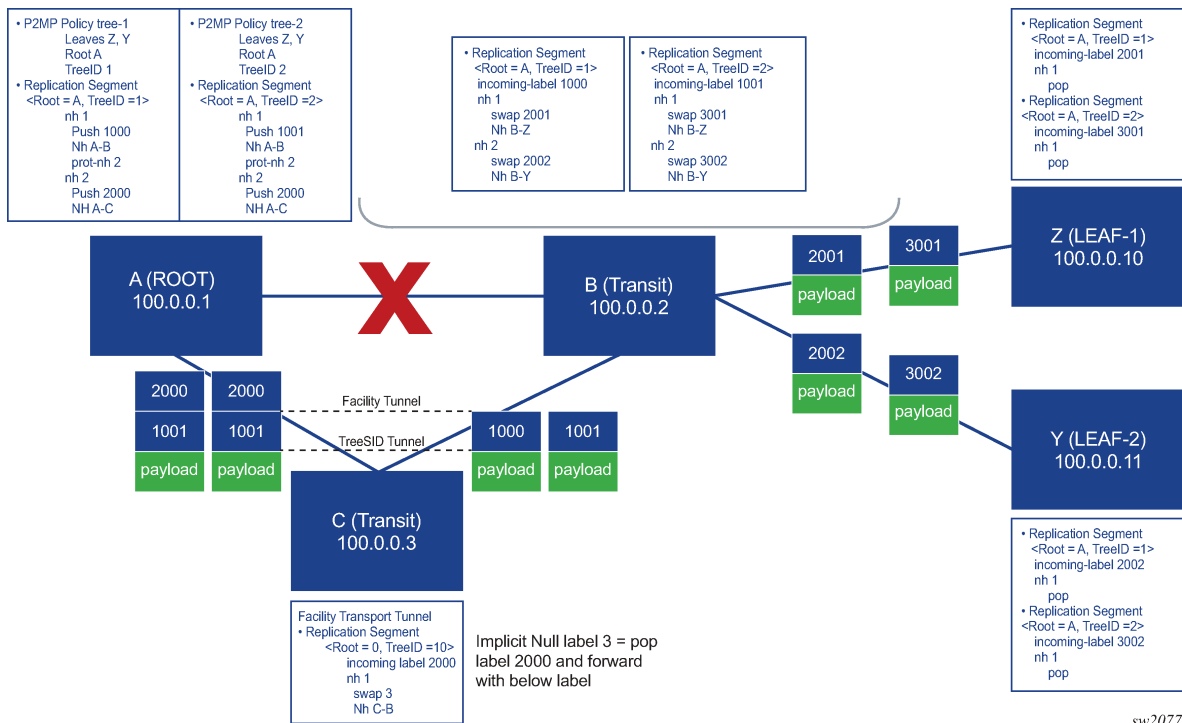 • P2MP Policy tree-1
Leaves Z, Y
Root A
TreeID 1
• Replication Segment
<Root = A, TreeID =1>
nh 1
Push 1000
Nh A-B
prot-nh 2
nh 2
Push 2000
NH A-C
• P2MP Policy tree-2
Leaves Z, Y
Root A
TreeID 2
• Replication Segment
<Root = A, TreeID =2>
nh 1
Push 1001
Nh A-B
prot-nh 2
nh 2
Push 2000
NH A-C
• Replication Segment
<Root = A, TreeID =1>
incoming-label 1000
nh 1
swap 2001
Nh B-Z
nh 2
swap 2002
Nh B-Y
• Replication Segment
<Root = A, TreeID =2>
incoming-label 1001
nh 1
swap 3001
Nh B-Z
nh 2
swap 3002
Nh B-Y
• Replication Segment
<Root = A, TreeID =1>
incoming-label 2001
nh 1
pop
• Replication Segment
<Root = A, TreeID =2>
incoming-label 3001
nh 1
pop
A (ROOT)
100.0.0.1
X
B (Transit)
100.0.0.2
2001
payload
3001
payload
Z (LEAF-1)
100.0.0.10
2002
payload
3002
payload
Y (LEAF-2)
100.0.0.11
2000
1001
payload
2000
1001
payload
Facility Tunnel
TreeSID Tunnel
1000
payload
1001
payload
C (Transit)
100.0.0.3
Facility Transport Tunnel
• Replication Segment
<Root = 0, TreeID =10>
incoming label 2000
nh 1
swap 3
Nh C-B
Implicit Null label 3 = pop
label 2000 and forward
with below label
• Replication Segment
<Root = A, TreeID =1>
incoming-label 2002
nh 1
pop
• Replication Segment
<Root = A, TreeID =2>
incoming-label 3002
nh 1
pop
sw2077